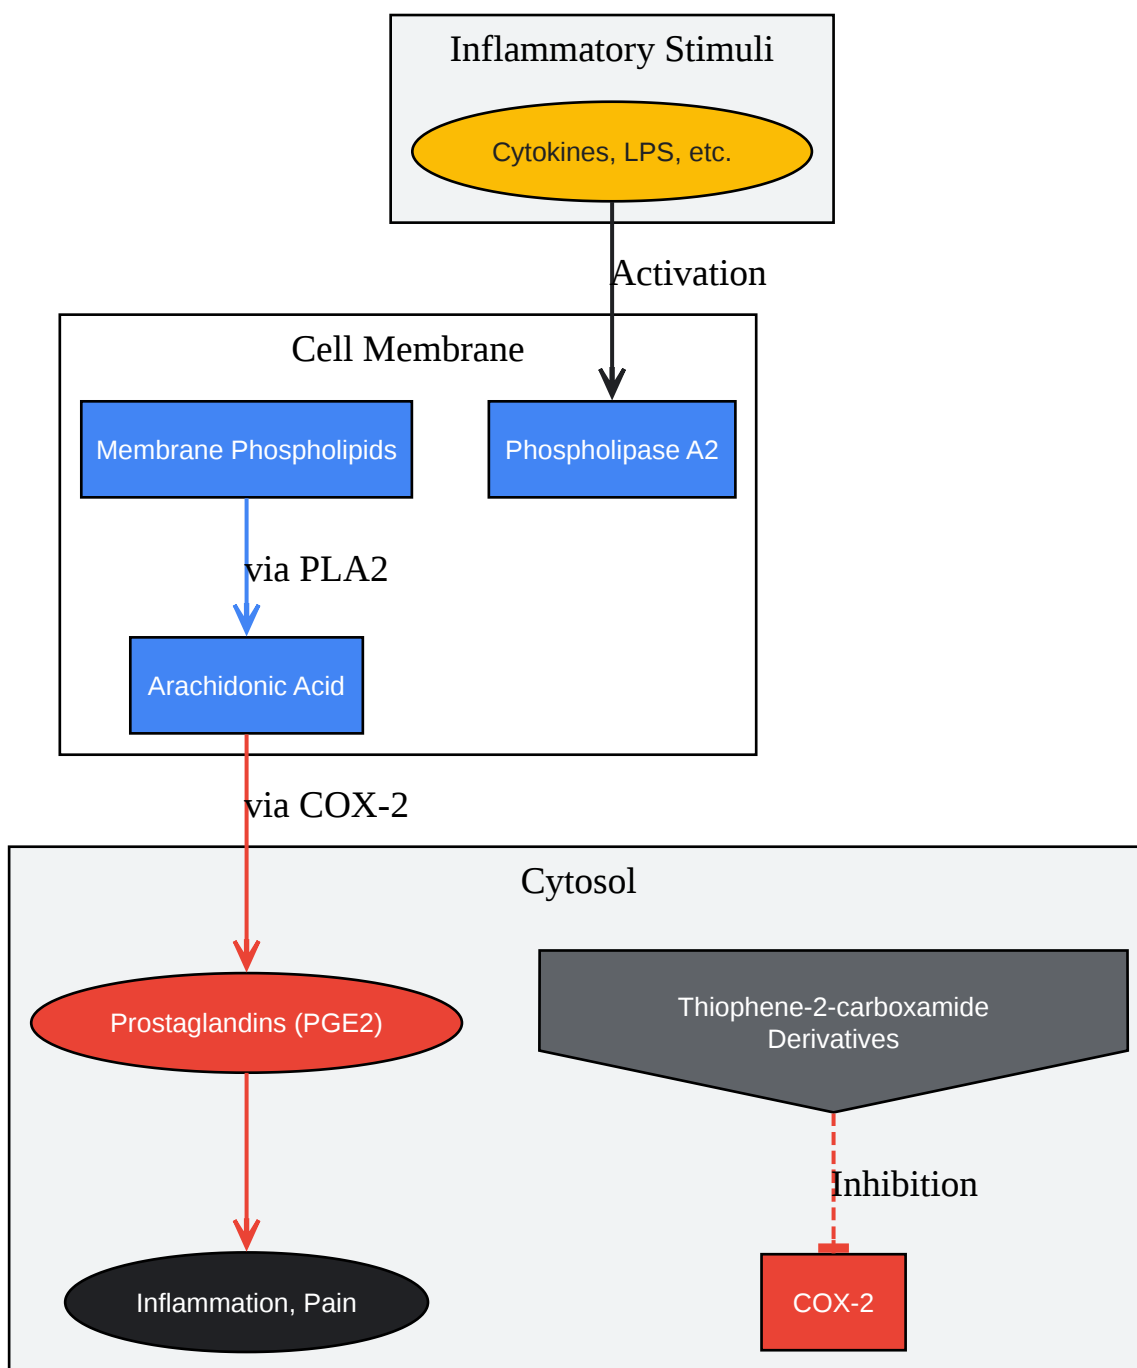 Inflammatory Stimuli
Cytokines, LPS, etc.
Activation
Cell Membrane
Membrane Phospholipids
Phospholipase A2
via PLA2
Arachidonic Acid
via COX-2
Cytosol
Thiophene-2-carboxamide
Derivatives
Prostaglandins (PGE2)
Inhibition
Inflammation, Pain
COX-2